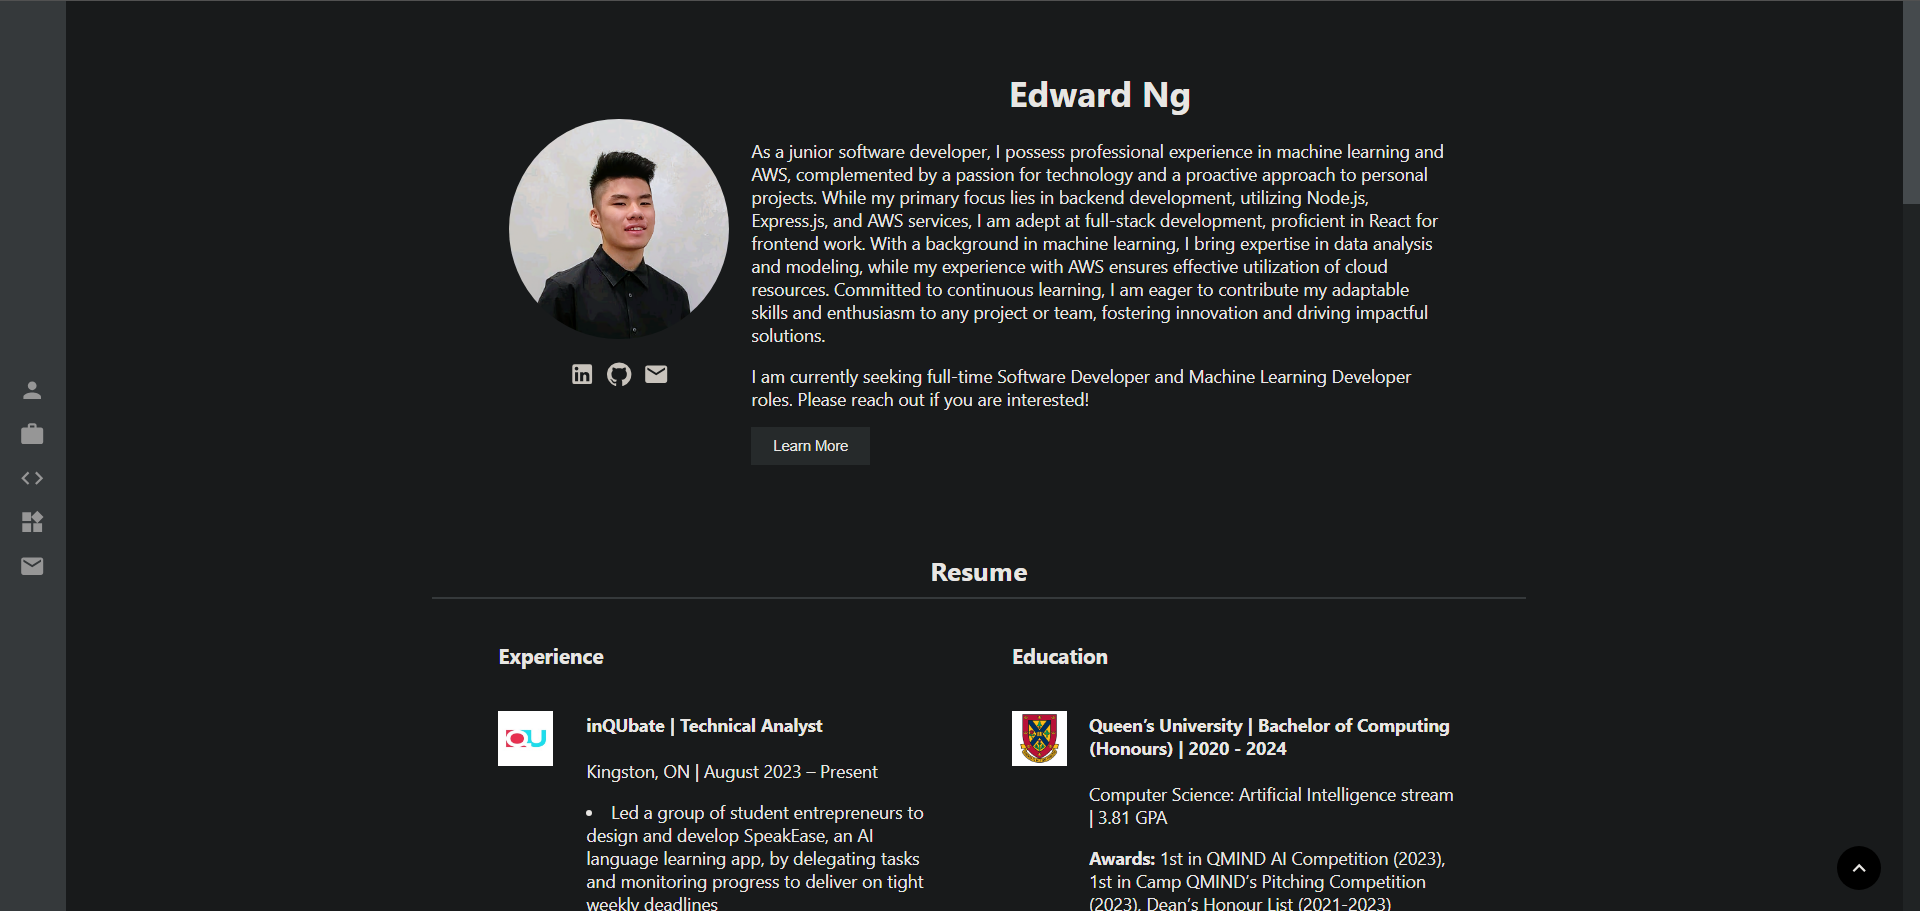 Edward Ng
As a junior software developer, I possess professional experience in machine learning and
AWS, complemented by a passion for technology and a proactive approach to personal
projects. While my primary focus lies in backend development, utilizing Node.js,
Express.js, and AWS services, I am adept at full-stack development, proficient in React for
frontend work. With a background in machine learning, I bring expertise in data analysis
and modeling, while my experience with AWS ensures effective utilization of cloud
resources. Committed to continuous learning, I am eager to contribute my adaptable
skills and enthusiasm to any project or team, fostering innovation and driving impactful
solutions.
I am currently seeking full-time Software Developer and Machine Learning Developer
roles. Please reach out if you are interested!
Learn More
Resume
Experience
QU
inQUbate | Technical Analyst
Kingston, ON | August 2023 – Present
• Led a group of student entrepreneurs to
design and develop SpeakEase, an AI
language learning app, by delegating tasks
and monitoring progress to deliver on tight
weekly deadlines
Education
Queen’s University | Bachelor of Computing
(Honours) | 2020 - 2024
Computer Science: Artificial Intelligence stream
| 3.81 GPA
Awards: 1st in QMIND AI Competition (2023),
1st in Camp QMIND’s Pitching Competition
(2023), Dean’s Honour List (2021-2023)